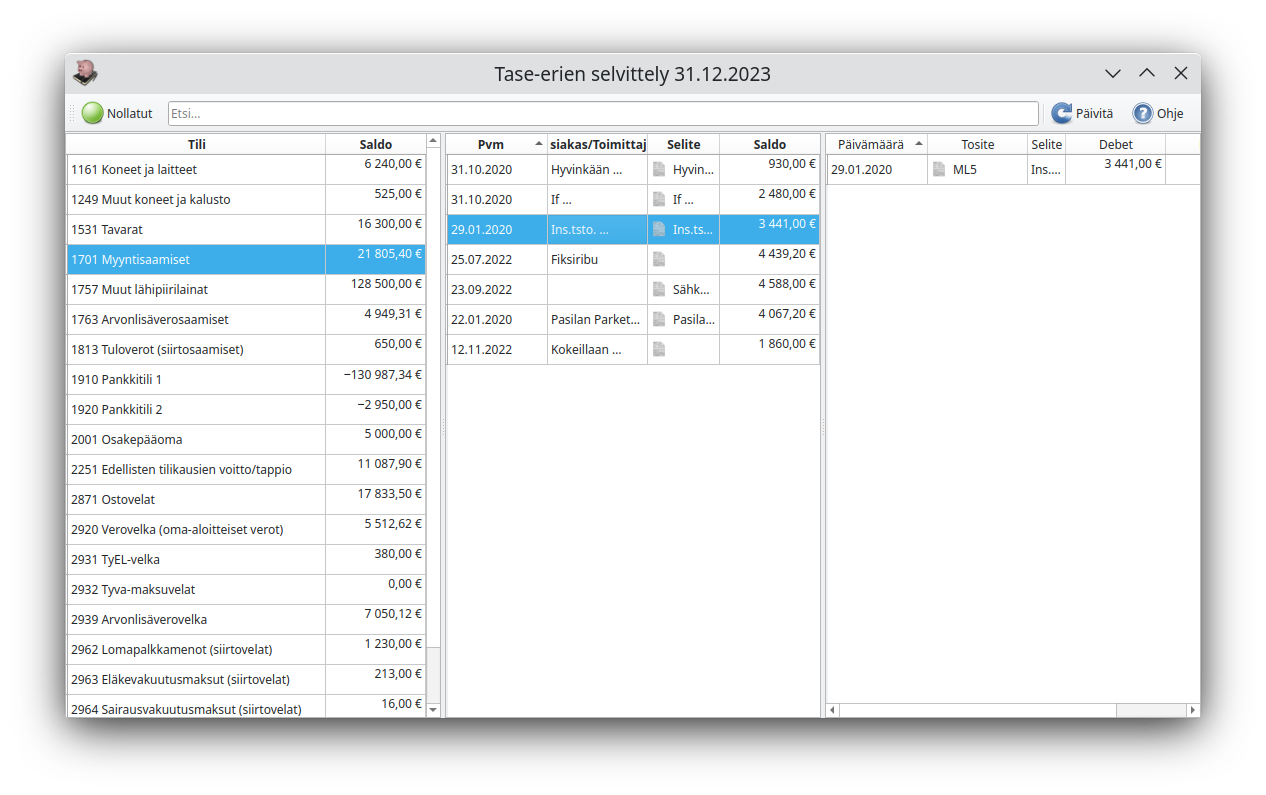 Tase-erien selvittely 31.12.2023
Nollatut Etsi... Päivitä Ohje
Tili Saldo
1161 Koneet ja laitteet 6 240,00 €
1249 Muut koneet ja kalusto 525,00 €
1531 Tavarat 16 300,00 €
1701 Myyntisaamiset 21 805,40 €
1757 Muut lähipiirilainat 128 500,00 €
1763 Arvonlisäverosaamiset 4 949,31 €
1813 Tuloverot (siirtosaamiset) 650,00 €
1910 Pankkitili 1 −130 987,34 €
1920 Pankkitili 2 −2 950,00 €
2001 Osakepääoma 5 000,00 €
2251 Edellisten tilikausien voitto/tappio 11 087,90 €
2871 Ostovelat 17 833,50 €
2920 Verovelka (oma-aloitteiset verot) 5 512,62 €
2931 TyEL-velka 380,00 €
2932 Tyva-maksuvelat 0,00 €
2939 Arvonlisäverovelka 7 050,12 €
2962 Lomapalkkamenot (siirtovelat) 1 230,00 €
2963 Eläkevakuutusmaksut (siirtovelat) 213,00 €
2964 Sairausvakuutusmaksut (siirtovelat) 16,00 €
Pvm siakas/Toimittaj Selite Saldo
31.10.2020 Hyvinkään ... Hyvin... 930,00 €
31.10.2020 If ... If ... 2 480,00 €
29.01.2020 Ins.tsto. ... Ins.ts... 3 441,00 €
25.07.2022 Fiksiribu 4 439,20 €
23.09.2022 Sähk... 4 588,00 €
22.01.2020 Pasilan Parket... Pasila... 4 067,20 €
12.11.2022 Kokeillaan ... 1 860,00 €
Päivämäärä Tosite Selite Debet
29.01.2020 ML5 Ins.... 3 441,00 €